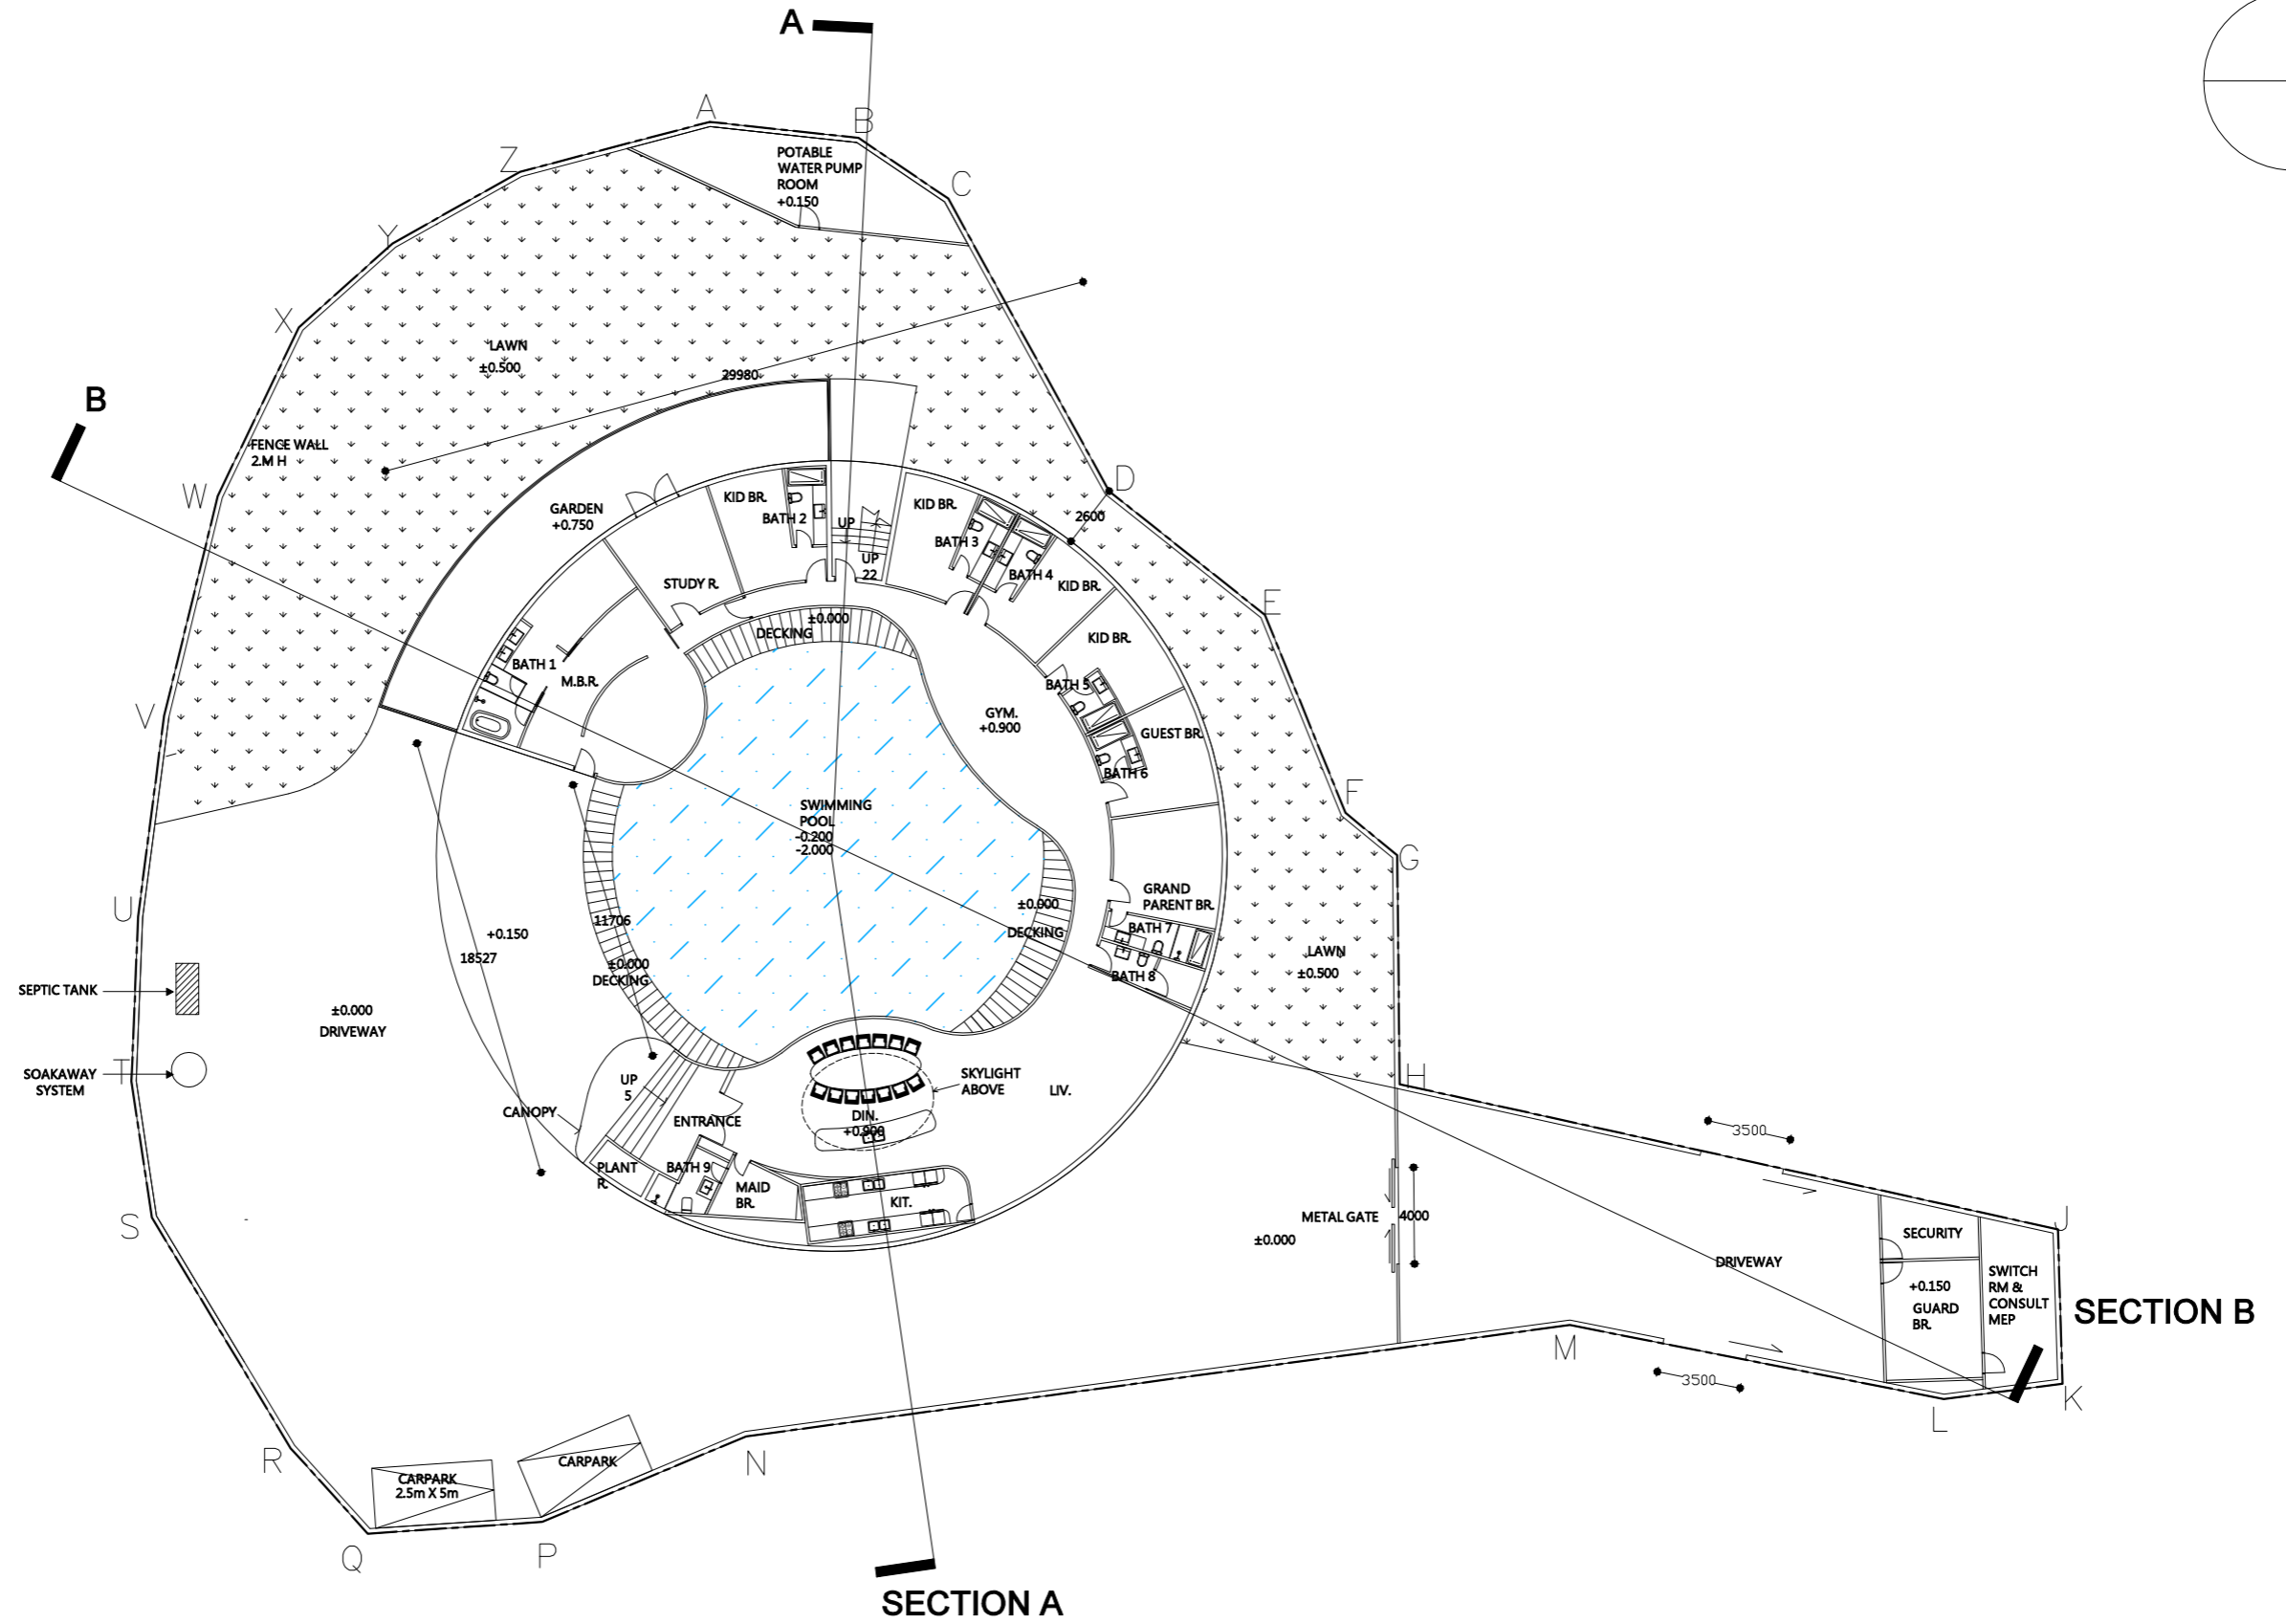 A
A
B
Z
C
POTABLE
WATER PUMP
ROOM
+0.150
Y
X
LAWN
±0.500
29980
B
FENCE WALL
2.M H
W
D
GARDEN
+0.750
KID BR.
BATH 2
UP
UP
22
KID BR.
BATH 3
BATH 4
2600
KID BR.
E
STUDY R.
±0.000
DECKING
KID BR.
BATH 1
M.B.R.
BATH 5
V
GYM.
+0.900
GUEST BR.
BATH 6
F
SWIMMING
POOL
-0.200
-2.000
G
U
GRAND
PARENT BR.
±0.000
DECKING
BATH 7
BATH 8
+0.150
11706
18527
±0.000
DECKING
LAWN
±0.500
SEPTIC TANK
±0.000
DRIVEWAY
SOAKAWAY
SYSTEM
T
H
UP
5
SKYLIGHT
ABOVE
LIV.
CANOPY
ENTRANCE
DIN.
+0.900
3500
PLANT
R.
BATH 9
MAID
BR.
KIT.
METAL GATE
4000
±0.000
S
J
SECURITY
DRIVEWAY
+0.150
GUARD
BR.
SWITCH
RM &
CONSULT
MEP
SECTION B
M
3500
K
L
R
N
CARPARK
CARPARK
2.5m X 5m
Q
P
SECTION A